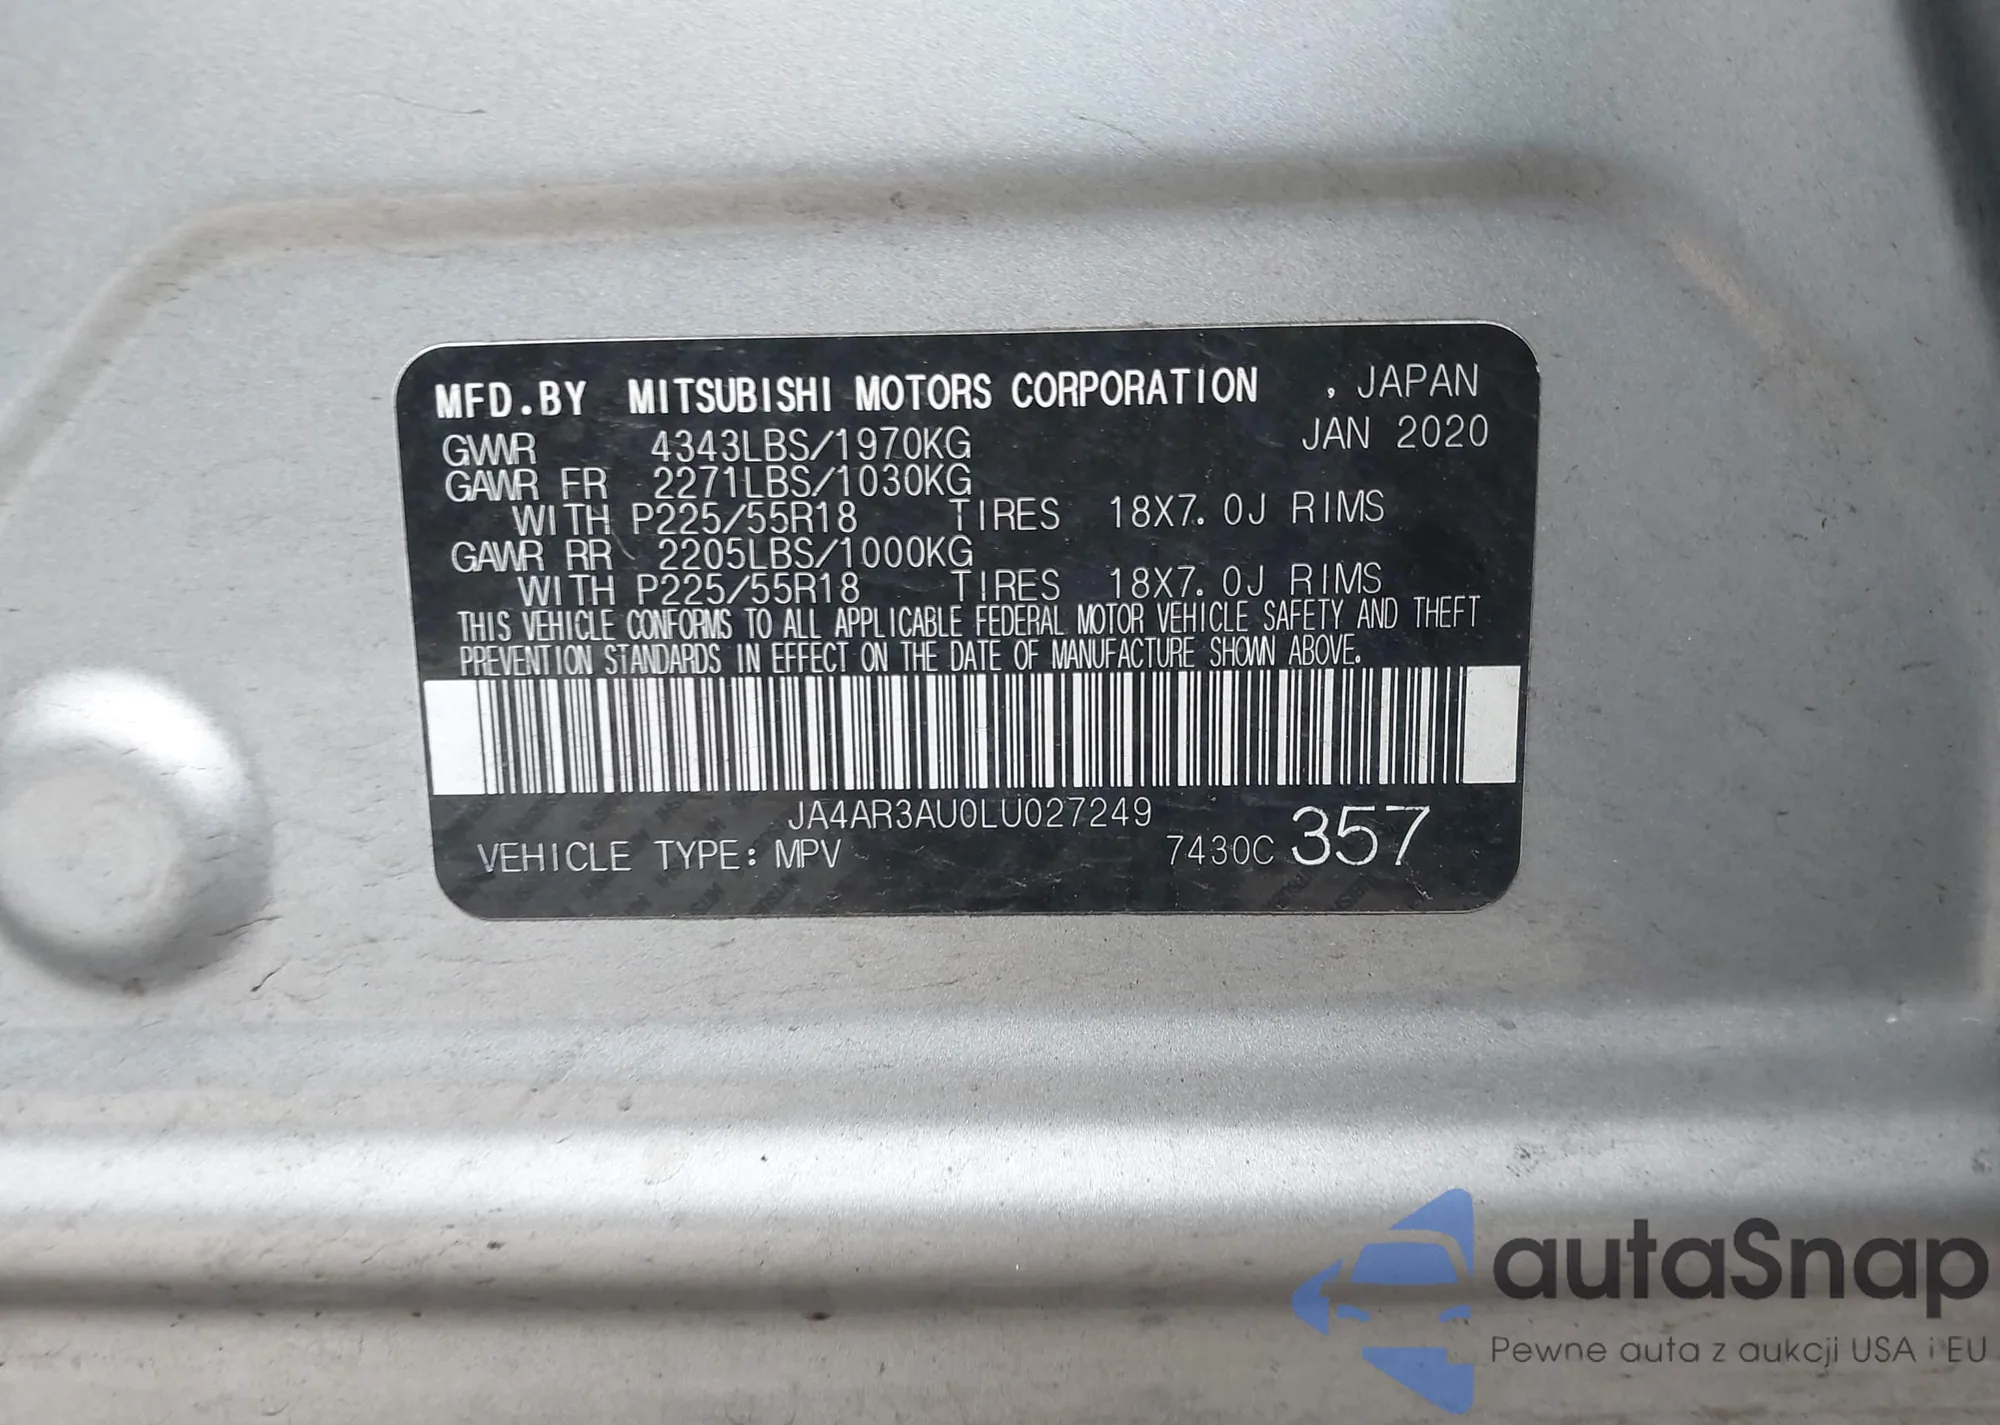 MFD.BY MITSUBISHI MOTORS CORPORATION , JAPAN
JAN 2020
GVWR 4343LBS/1970KG
GAWR FR 2271LBS/1030KG
WITH P225/55R18 TIRES 18X7.0J RIMS
GAWR RR 2205LBS/1000KG
WITH P225/55R18 TIRES 18X7.0J RIMS
THIS VEHICLE CONFORMS TO ALL APPLICABLE FEDERAL MOTOR VEHICLE SAFETY AND THEFT
PREVENTION STANDARDS IN EFFECT ON THE DATE OF MANUFACTURE SHOWN ABOVE.
JA4AR3AU0LU027249
VEHICLE TYPE: MPV 7430C 357
autaSnap
Pewne auta z aukcji USA i EU